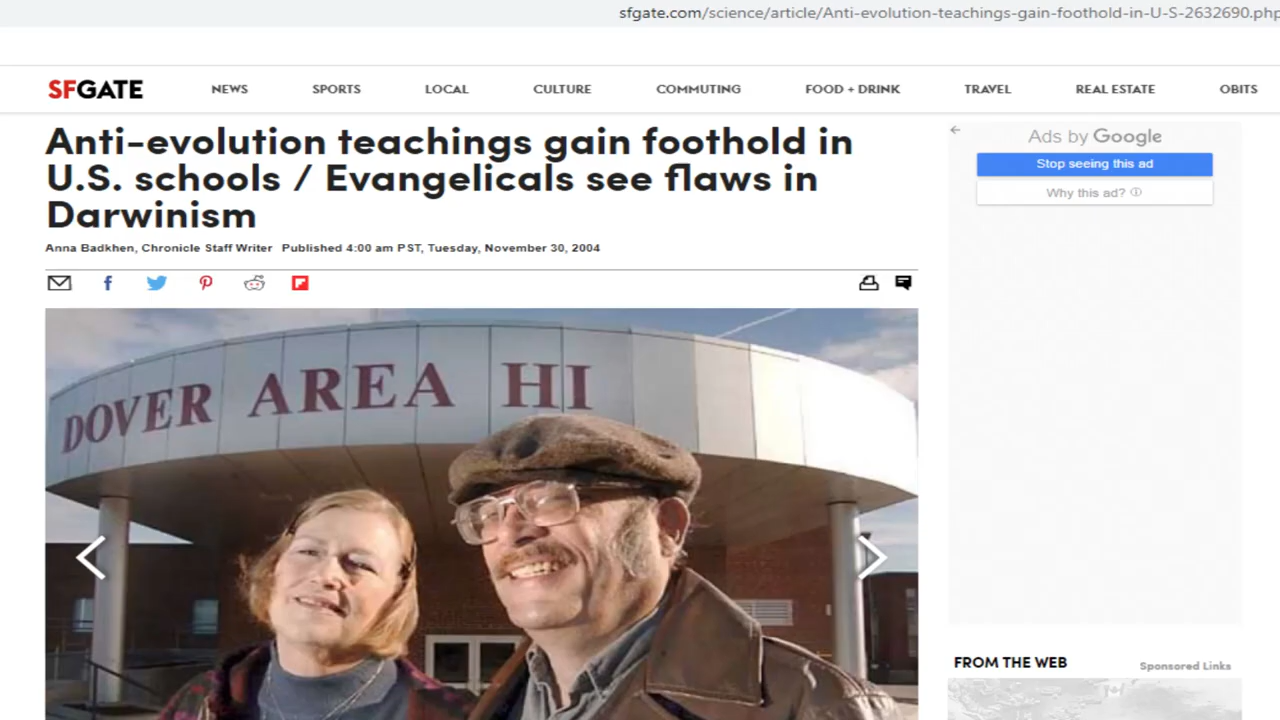 sfgate.com/science/article/Anti-evolution-teachings-gain-foothold-in-U-S-2632690.php
SFGATE NEWS SPORTS LOCAL CULTURE COMMUTING FOOD + DRINK TRAVEL REAL ESTATE OBITS
Anti-evolution teachings gain foothold in
U.S. schools / Evangelicals see flaws in
Darwinism
Anna Badkhen, Chronicle Staff Writer Published 4:00 am PST, Tuesday, November 30, 2004
Ads by Google
Stop seeing this ad
Why this ad?
DOVER AREA HI
FROM THE WEB
Sponsored Links